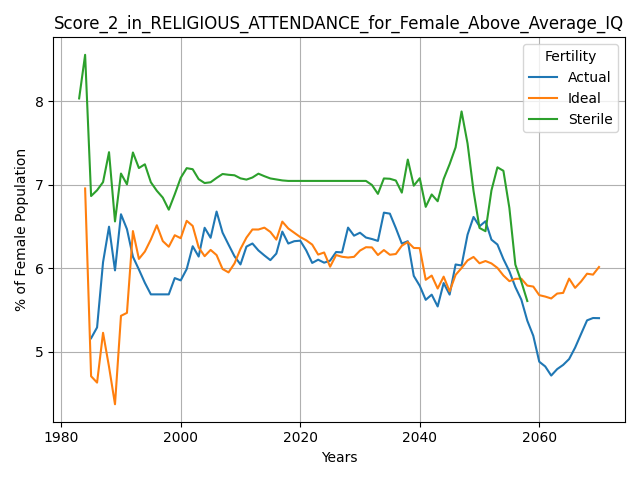 Score_2_in_RELIGIOUS_ATTENDANCE_for_Female_Above_Average_IQ
Fertility
Actual
Ideal
Sterile
% of Female Population
8
7
6
5
1980 2000 2020 2040 2060
Years